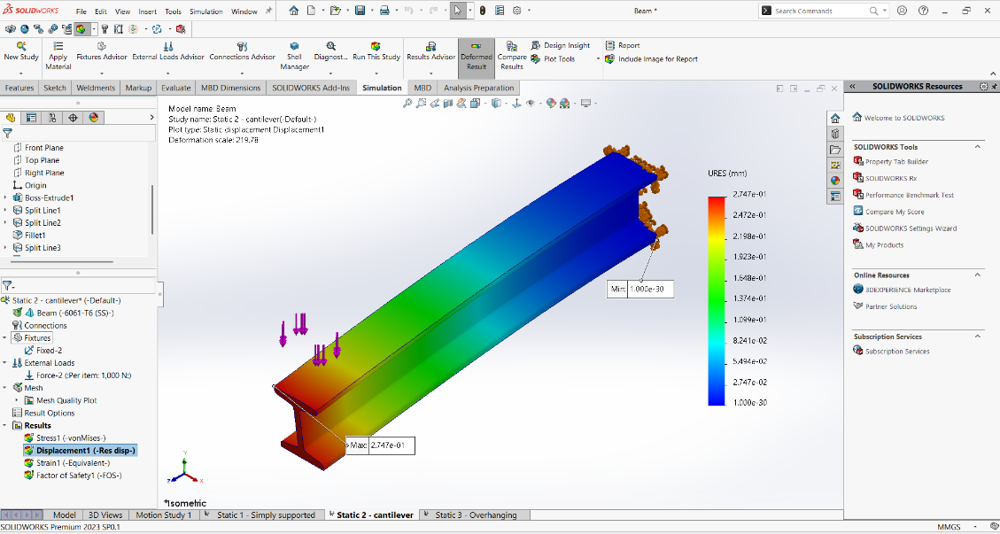 SOLIDWORKS File Edit View Insert Tools Simulation Window Beam * Search Commands
New Study
Apply Material
Fixtures Advisor
External Loads Advisor
Connections Advisor
Shell Manager
Diagnost...
Run This Study
Results Advisor
Deformed Result
Compare Results
Design Insight
Plot Tools
Report
Include Image for Report
Features Sketch Weldments Markup Evaluate MBD Dimensions SOLIDWORKS Add-Ins Simulation MBD Analysis Preparation
Front Plane
Top Plane
Right Plane
Origin
Boss-Extrude1
Split Line1
Split Line2
Fillet1
Split Line3
Static 2 - cantilever* (-Default-)
Beam (-6061-T6 (SS)-)
Connections
Fixtures
Fixed-2
External Loads
Force-2 (:Per item: 1,000 N:)
Mesh
Mesh Quality Plot
Result Options
Results
Stress1 (-vonMises-)
Displacement1 (-Res disp-)
Strain1 (-Equivalent-)
Factor of Safety1 (-FOS-)
Model name: Beam
Study name: Static 2 - cantilever(-Default-)
Plot type: Static displacement Displacement1
Deformation scale: 219.78
Min: 1.000e-30
Max: 2.747e-01
URES (mm)
2.747e-01
2.472e-01
2.198e-01
1.923e-01
1.648e-01
1.374e-01
1.099e-01
8.241e-02
5.494e-02
2.747e-02
1.000e-30
Y
Z
X
*Isometric
SOLIDWORKS Resources
Welcome to SOLIDWORKS
SOLIDWORKS Tools
Property Tab Builder
SOLIDWORKS Rx
Performance Benchmark Test
Compare My Score
SOLIDWORKS Settings Wizard
My Products
Online Resources
3DEXPERIENCE Marketplace
Partner Solutions
Subscription Services
Subscription Services
Model 3D Views Motion Study 1 Static 1 - Simply supported Static 2 - cantilever Static 3 - Overhanging
SOLIDWORKS Premium 2023 SP0.1 MMGS